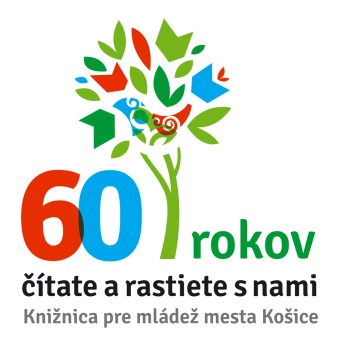 60 rokov
čítate a rastiete s nami
Knižnica pre mládež mesta Košice